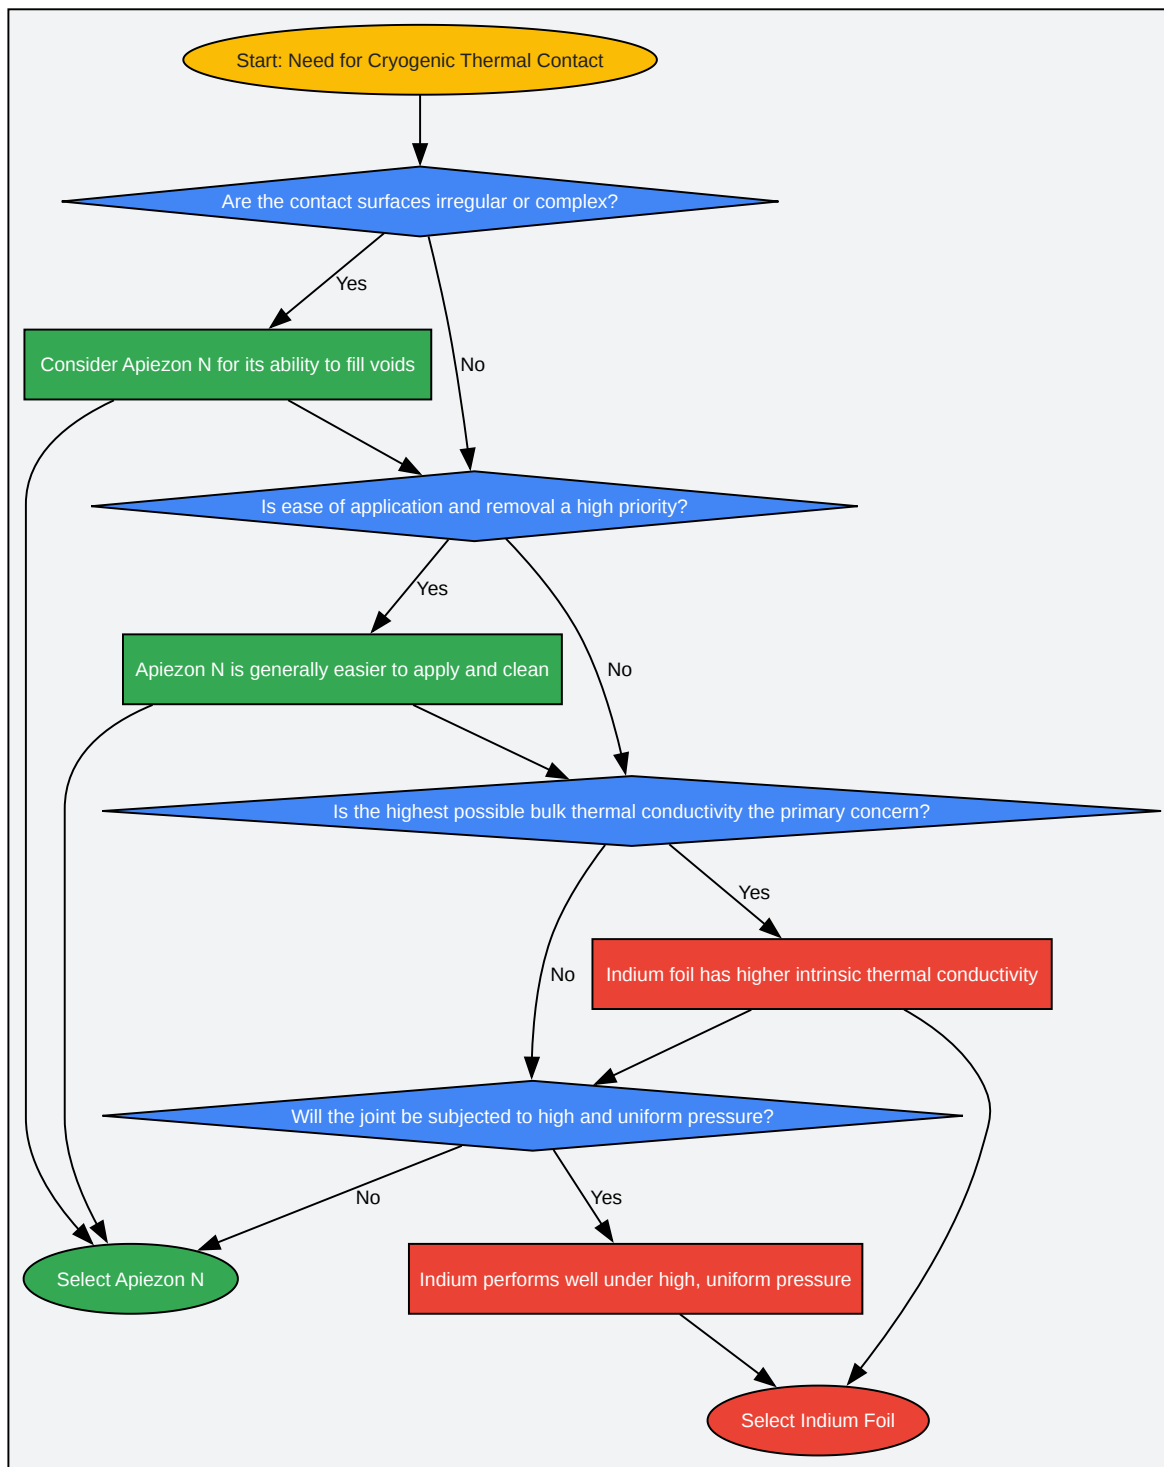 Start: Need for Cryogenic Thermal Contact
Are the contact surfaces irregular or complex?
Yes
Consider Apiezon N for its ability to fill voids
No
Is ease of application and removal a high priority?
Yes
Apiezon N is generally easier to apply and clean
No
Is the highest possible bulk thermal conductivity the primary concern?
Yes
No
Indium foil has higher intrinsic thermal conductivity
Will the joint be subjected to high and uniform pressure?
No
Yes
Select Apiezon N
Indium performs well under high, uniform pressure
Select Indium Foil